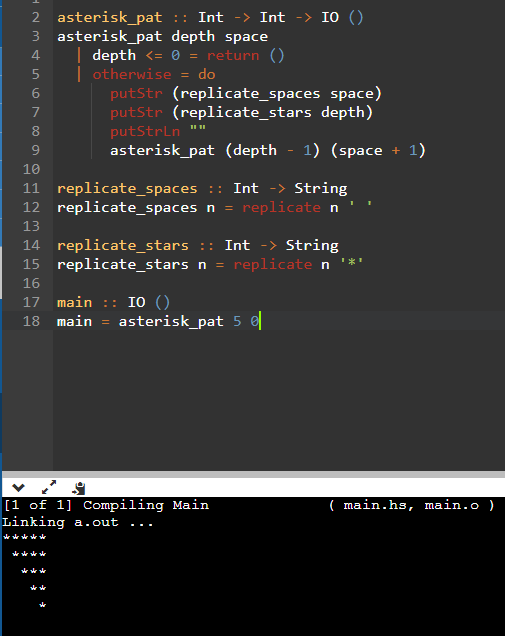 2 asterisk_pat :: Int -> Int -> IO ()
3 asterisk_pat depth space
4   | depth <= 0 = return ()
5   | otherwise = do
6       putStr (replicate_spaces space)
7       putStr (replicate_stars depth)
8       putStrLn ""
9       asterisk_pat (depth - 1) (space + 1)
10
11 replicate_spaces :: Int -> String
12 replicate_spaces n = replicate n ' '
13
14 replicate_stars :: Int -> String
15 replicate_stars n = replicate n '*'
16
17 main :: IO ()
18 main = asterisk_pat 5 0
[1 of 1] Compiling Main             ( main.hs, main.o )
Linking a.out ...
*****
 ****
  ***
   **
    *